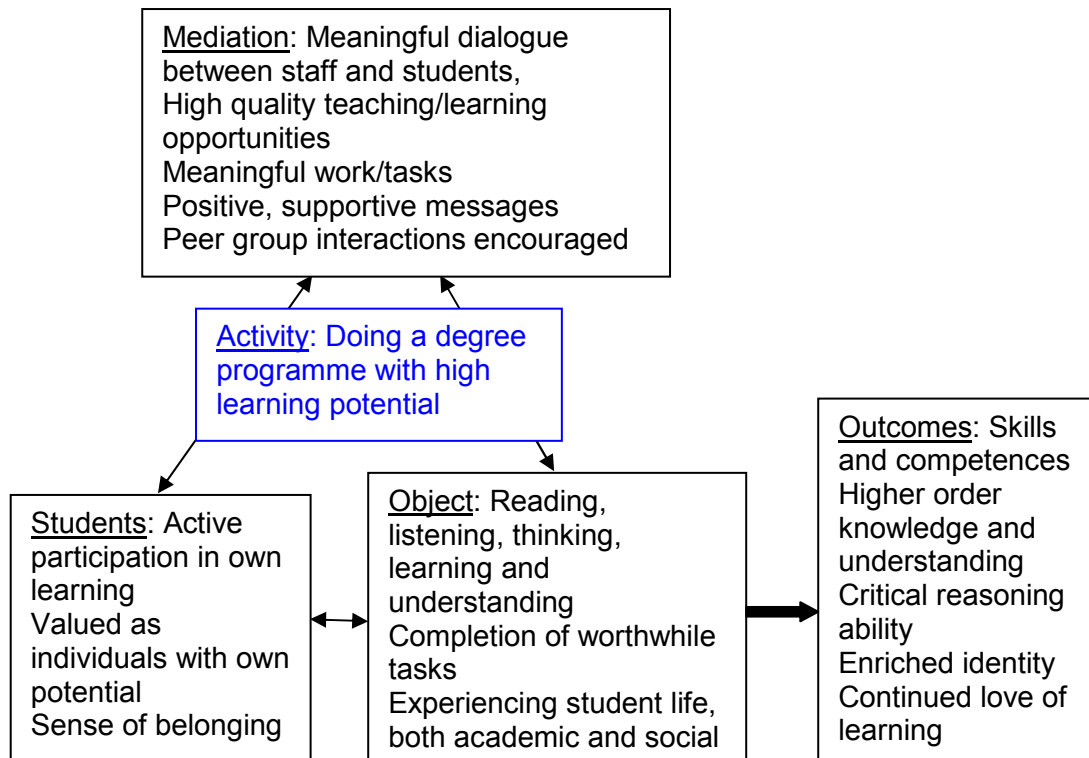 Mediation: Meaningful dialogue
between staff and students,
High quality teaching/learning
opportunities
Meaningful work/tasks
Positive, supportive messages
Peer group interactions encouraged
Activity: Doing a degree
programme with high
learning potential
Students: Active
participation in own
learning
Valued as
individuals with own
potential
Sense of belonging
Object: Reading,
listening, thinking,
learning and
understanding
Completion of worthwhile
tasks
Experiencing student life,
both academic and social
Outcomes: Skills
and competences
Higher order
knowledge and
understanding
Critical reasoning
ability
Enriched identity
Continued love of
learning